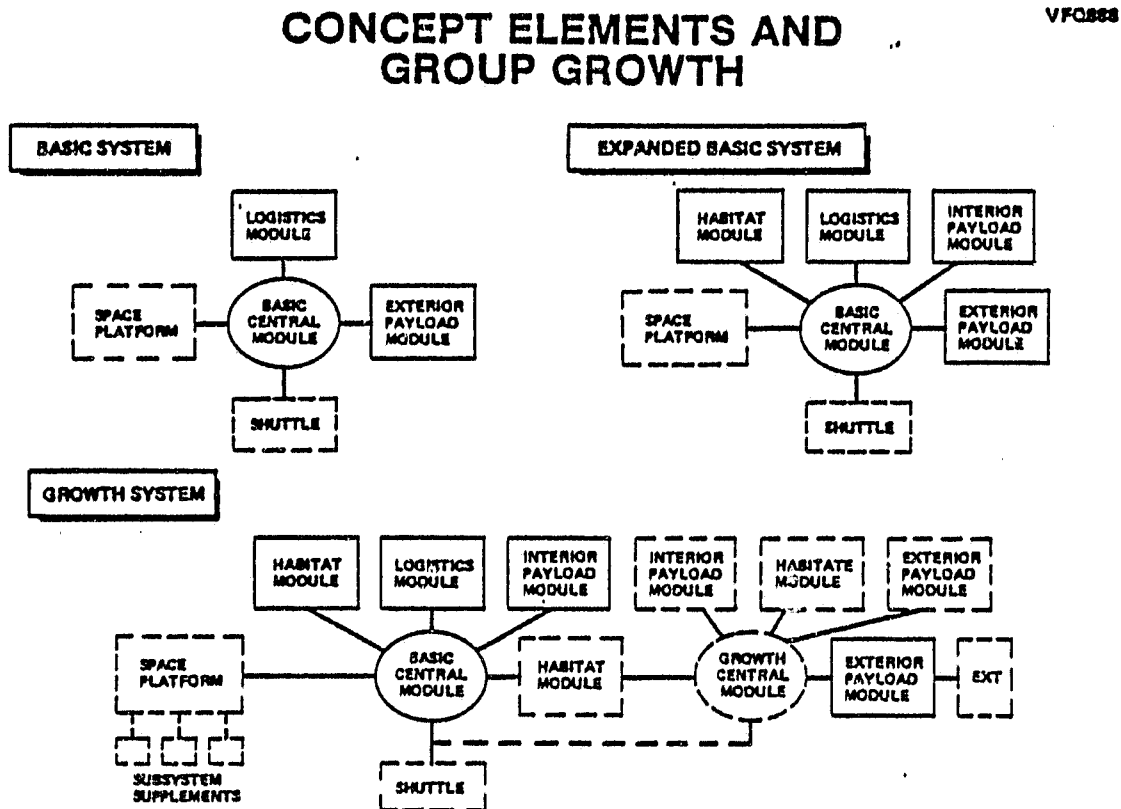 CONCEPT ELEMENTS AND
GROUP GROWTH
VFQ888
BASIC SYSTEM
LOGISTICS
MODULE
SPACE
PLATFORM
BASIC
CENTRAL
MODULE
EXTERIOR
PAYLOAD
MODULE
SHUTTLE
EXPANDED BASIC SYSTEM
HABITAT
MODULE
LOGISTICS
MODULE
INTERIOR
PAYLOAD
MODULE
SPACE
PLATFORM
BASIC
CENTRAL
MODULE
EXTERIOR
PAYLOAD
MODULE
SHUTTLE
GROWTH SYSTEM
HABITAT
MODULE
LOGISTICS
MODULE
INTERIOR
PAYLOAD
MODULE
INTERIOR
PAYLOAD
MODULE
HABITATE
MODULE
EXTERIOR
PAYLOAD
MODULE
SPACE
PLATFORM
BASIC
CENTRAL
MODULE
HABITAT
MODULE
GROWTH
CENTRAL
MODULE
EXTERIOR
PAYLOAD
MODULE
EXT
SUBSYSTEM
SUPPLEMENTS
SHUTTLE